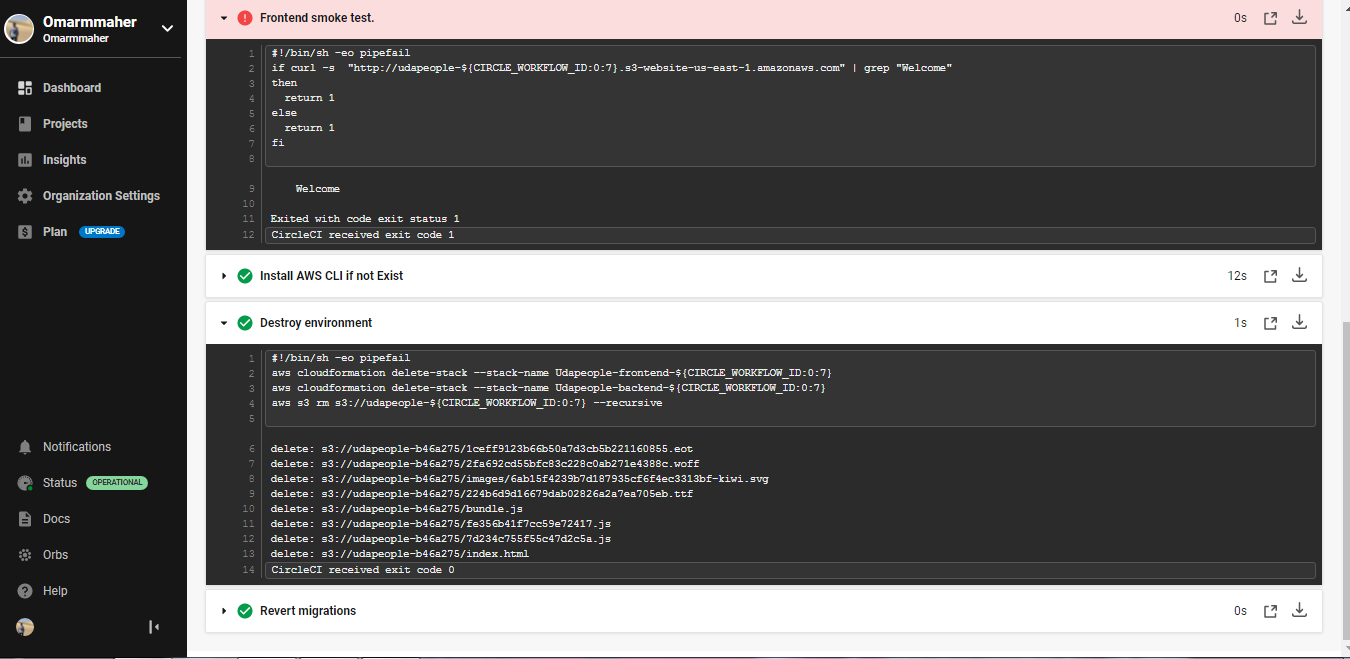 Omarmmaher
Omarmmaher
Dashboard
Projects
Insights
Organization Settings
Plan UPGRADE
Notifications
Status OPERATIONAL
Docs
Orbs
Help
Frontend smoke test. 0s
1 #!/bin/sh -eo pipefail
2 if curl -s "http://udapeople-${CIRCLE_WORKFLOW_ID:0:7}.s3-website-us-east-1.amazonaws.com" | grep "Welcome"
3 then
4 return 1
5 else
6 return 1
7 fi
8
9 Welcome
10
11 Exited with code exit status 1
12 CircleCI received exit code 1
Install AWS CLI if not Exist 12s
Destroy environment 1s
1 #!/bin/sh -eo pipefail
2 aws cloudformation delete-stack --stack-name Udapeople-frontend-${CIRCLE_WORKFLOW_ID:0:7}
3 aws cloudformation delete-stack --stack-name Udapeople-backend-${CIRCLE_WORKFLOW_ID:0:7}
4 aws s3 rm s3://udapeople-${CIRCLE_WORKFLOW_ID:0:7} --recursive
5
6 delete: s3://udapeople-b46a275/1ceff9123b66b50a7d3cb5b221160855.eot
7 delete: s3://udapeople-b46a275/2fa692cd55bfc83c228c0ab271e4388c.woff
8 delete: s3://udapeople-b46a275/images/6ab15f4239b7d187935cf6f4ec3313bf-kiwi.svg
9 delete: s3://udapeople-b46a275/224b6d9d16679dab02826a2a7ea705eb.ttf
10 delete: s3://udapeople-b46a275/bundle.js
11 delete: s3://udapeople-b46a275/fe356b41f7cc59e72417.js
12 delete: s3://udapeople-b46a275/7d234c755f55c47d2c5a.js
13 delete: s3://udapeople-b46a275/index.html
14 CircleCI received exit code 0
Revert migrations 0s